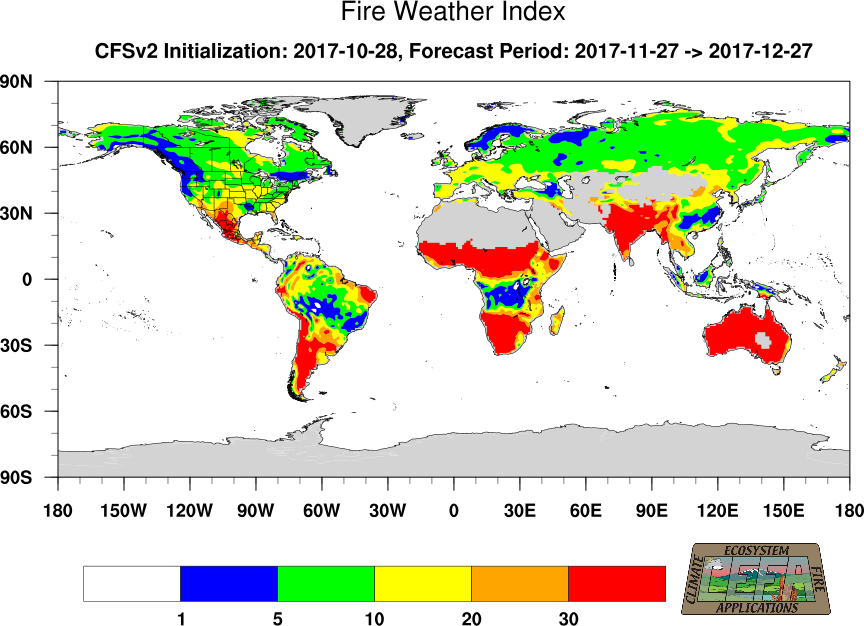 Fire Weather Index
CFSv2 Initialization: 2017-10-28, Forecast Period: 2017-11-27 -> 2017-12-27
90N
60N
30N
0
30S
60S
90S
180 150W 120W 90W 60W 30W 0 30E 60E 90E 120E 150E 180
1 5 10 20 30
ECOSYSTEM
CLIMATE
CEFA
FIRE
APPLICATIONS